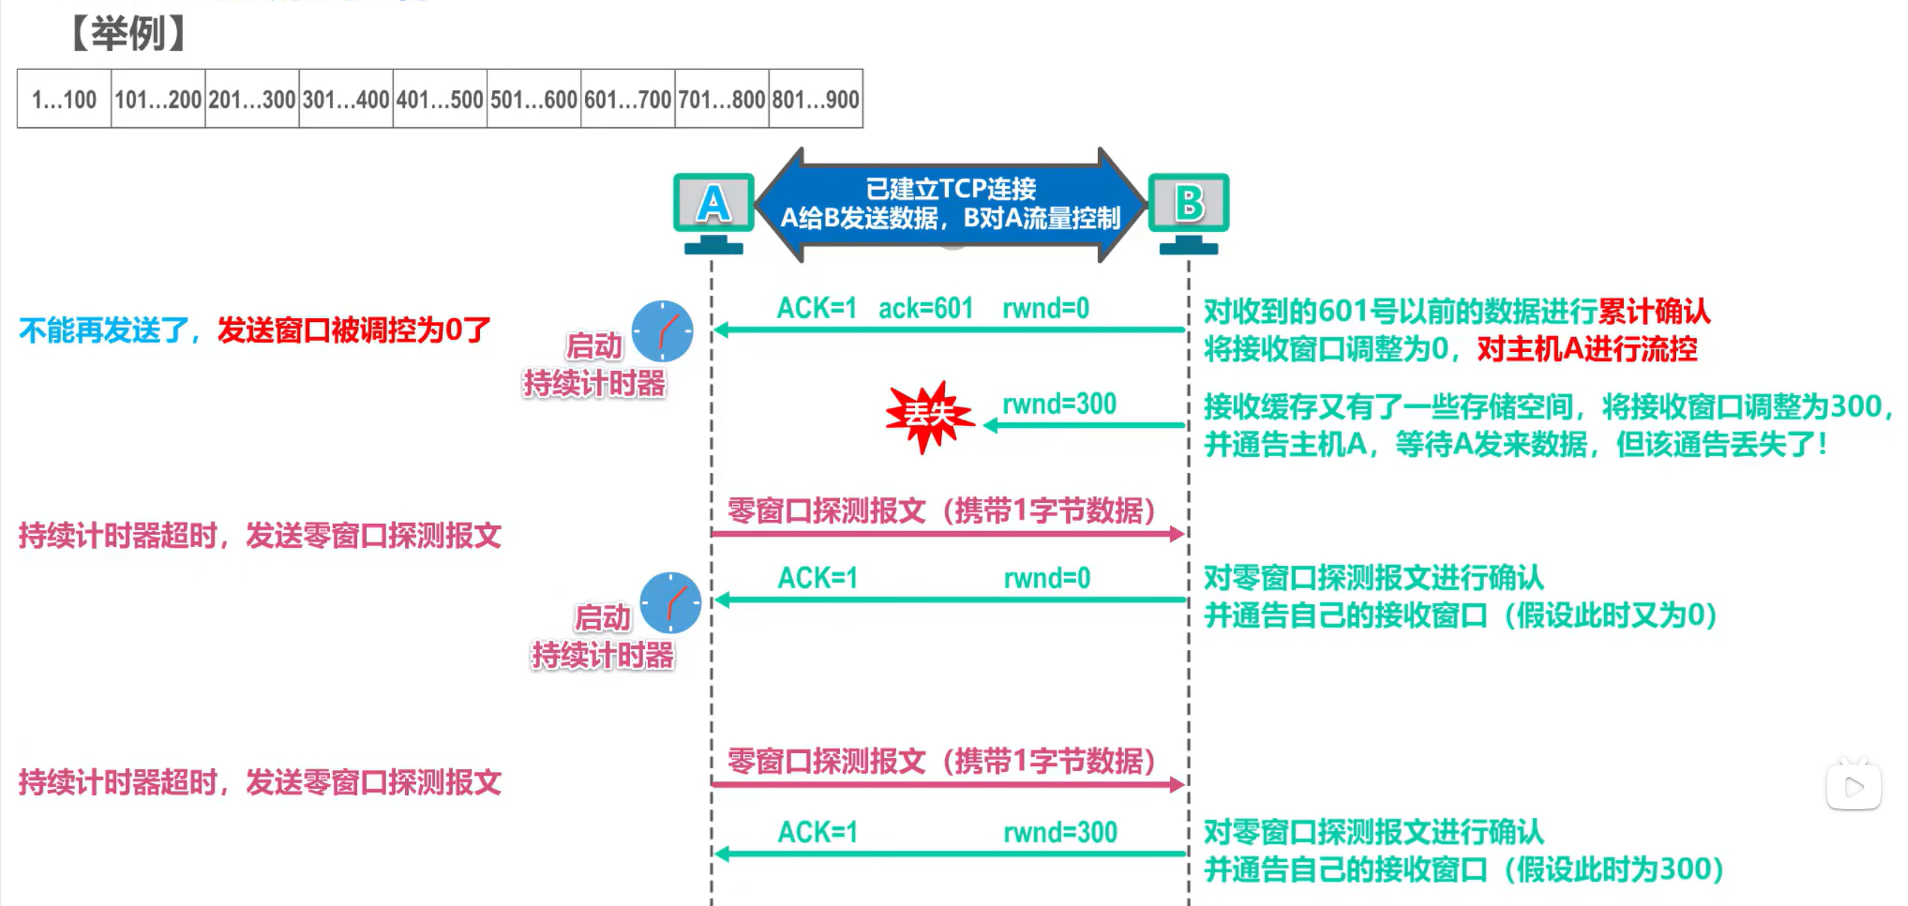 【举例】
1…100 101…200 201…300 301…400 401…500 501…600 601…700 701…800 801…900
A
已建立TCP连接
A给B发送数据，B对A流量控制
B
不能再发送了，发送窗口被调控为0了
启动
持续计时器
ACK=1 ack=601 rwnd=0
对收到的601号以前的数据进行累计确认
将接收窗口调整为0，对主机A进行流控
丢失
rwnd=300
接收缓存又有了一些存储空间，将接收窗口调整为300，
并通告主机A，等待A发来数据，但该通告丢失了！
持续计时器超时，发送零窗口探测报文
零窗口探测报文（携带1字节数据）
启动
持续计时器
ACK=1 rwnd=0
对零窗口探测报文进行确认
并通告自己的接收窗口（假设此时又为0）
持续计时器超时，发送零窗口探测报文
零窗口探测报文（携带1字节数据）
ACK=1 rwnd=300
对零窗口探测报文进行确认
并通告自己的接收窗口（假设此时为300）